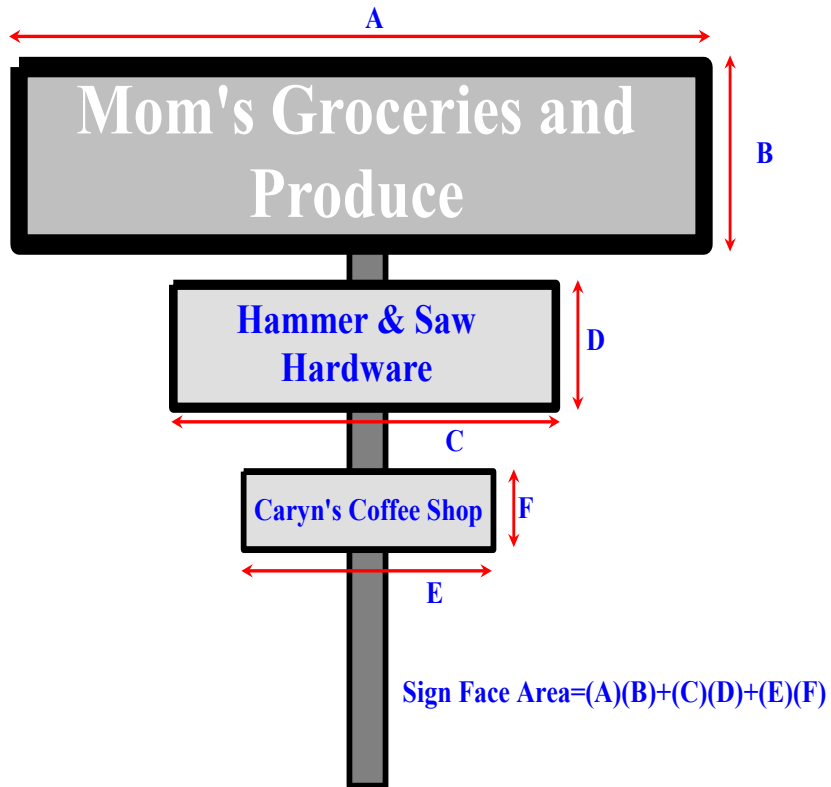 A
Mom's Groceries and
Produce
B
Hammer & Saw
Hardware
D
C
Caryn's Coffee Shop
F
E
Sign Face Area=(A)(B)+(C)(D)+(E)(F)